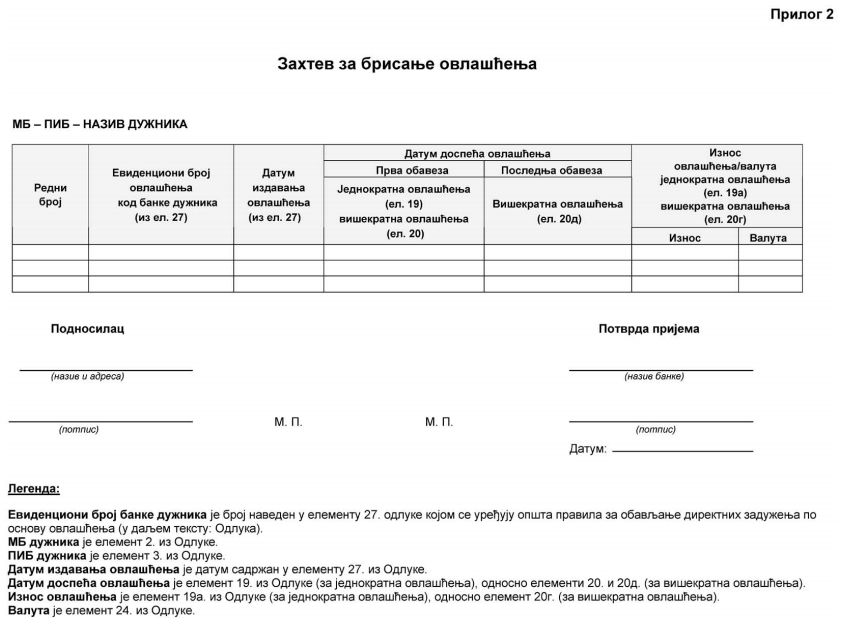 Прилог 2
Захтев за брисање овлашћења
МБ – ПИБ – НАЗИВ ДУЖНИКА
Редни
број
Евиденциони број
овлашћења
код банке дужника
(из ел. 27)
Датум
издавања
овлашћења
(из ел. 27)
Датум доспећа овлашћења
Прва обавеза
Једнократна овлашћења
(ел. 19)
вишекратна овлашћења
(ел. 20)
Последња обавеза
Вишекратна овлашћења
(ел. 20д)
Износ
овлашћења/валута
једнократна овлашћења
(ел. 19а)
вишекратна овлашћења
(ел. 20г)
Износ
Валута
Подносилац
Потврда пријема
(назив и адреса)
(назив банке)
(потпис)
М. П.
М. П.
(потпис)
Датум:
Легенда:
Евиденциони број банке дужника је број наведен у елементу 27. одлуке којом се уређују општа правила за обављање директних задужења по
основу овлашћења (у даљем тексту: Одлука).
МБ дужника је елемент 2. из Одлуке.
ПИБ дужника је елемент 3. из Одлуке.
Датум издавања овлашћења је датум садржан у елементу 27. из Одлуке.
Датум доспећа овлашћења је елемент 19. из Одлуке (за једнократна овлашћења), односно елементи 20. и 20д. (за вишекратна овлашћења).
Износ овлашћења је елемент 19а. из Одлуке (за једнократна овлашћења), односно елемент 20г. (за вишекратна овлашћења).
Валута је елемент 24. из Одлуке.